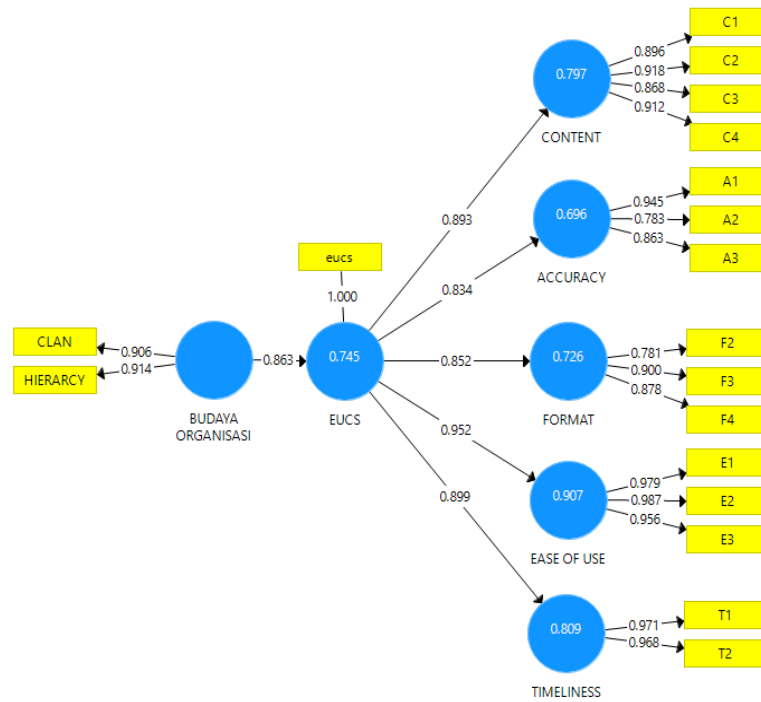 C1
0.896
C2
0.918
0.797
0.868
C3
0.912
C4
CONTENT
A1
0.945
0.696
0.783
A2
0.863
A3
0.893
ACCURACY
eucs
1.000
0.834
CLAN
0.906
HIERARCY
0.914
0.863
0.745
BUDAYA
ORGANISASI
EUCS
0.852
0.726
0.781
F2
0.900
F3
0.878
F4
FORMAT
0.952
0.907
0.979
E1
0.987
E2
0.956
E3
EASE OF USE
0.899
0.809
0.971
T1
0.968
T2
TIMELINESS